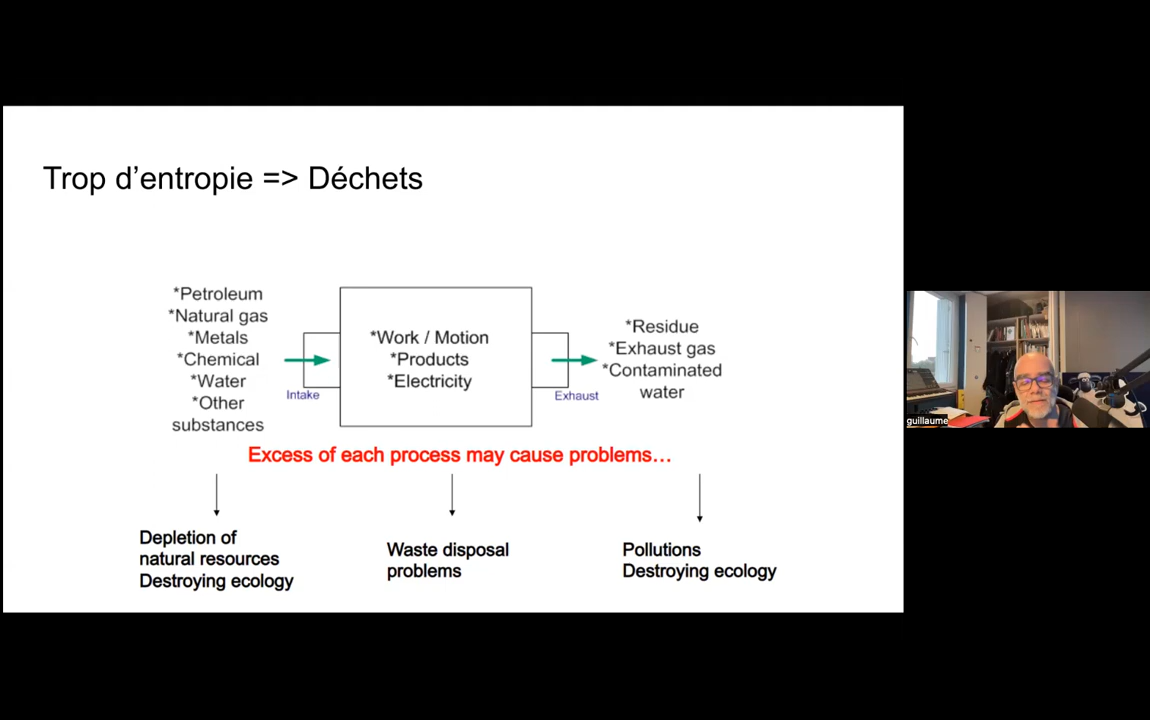 Trop d’entropie => Déchets
*Petroleum
*Natural gas
*Metals
*Chemical
*Water
*Other
substances
Intake
*Work / Motion
*Products
*Electricity
Exhaust
*Residue
*Exhaust gas
*Contaminated
water
Excess of each process may cause problems…
Depletion of
natural resources
Destroying ecology
Waste disposal
problems
Pollutions
Destroying ecology
guillaume